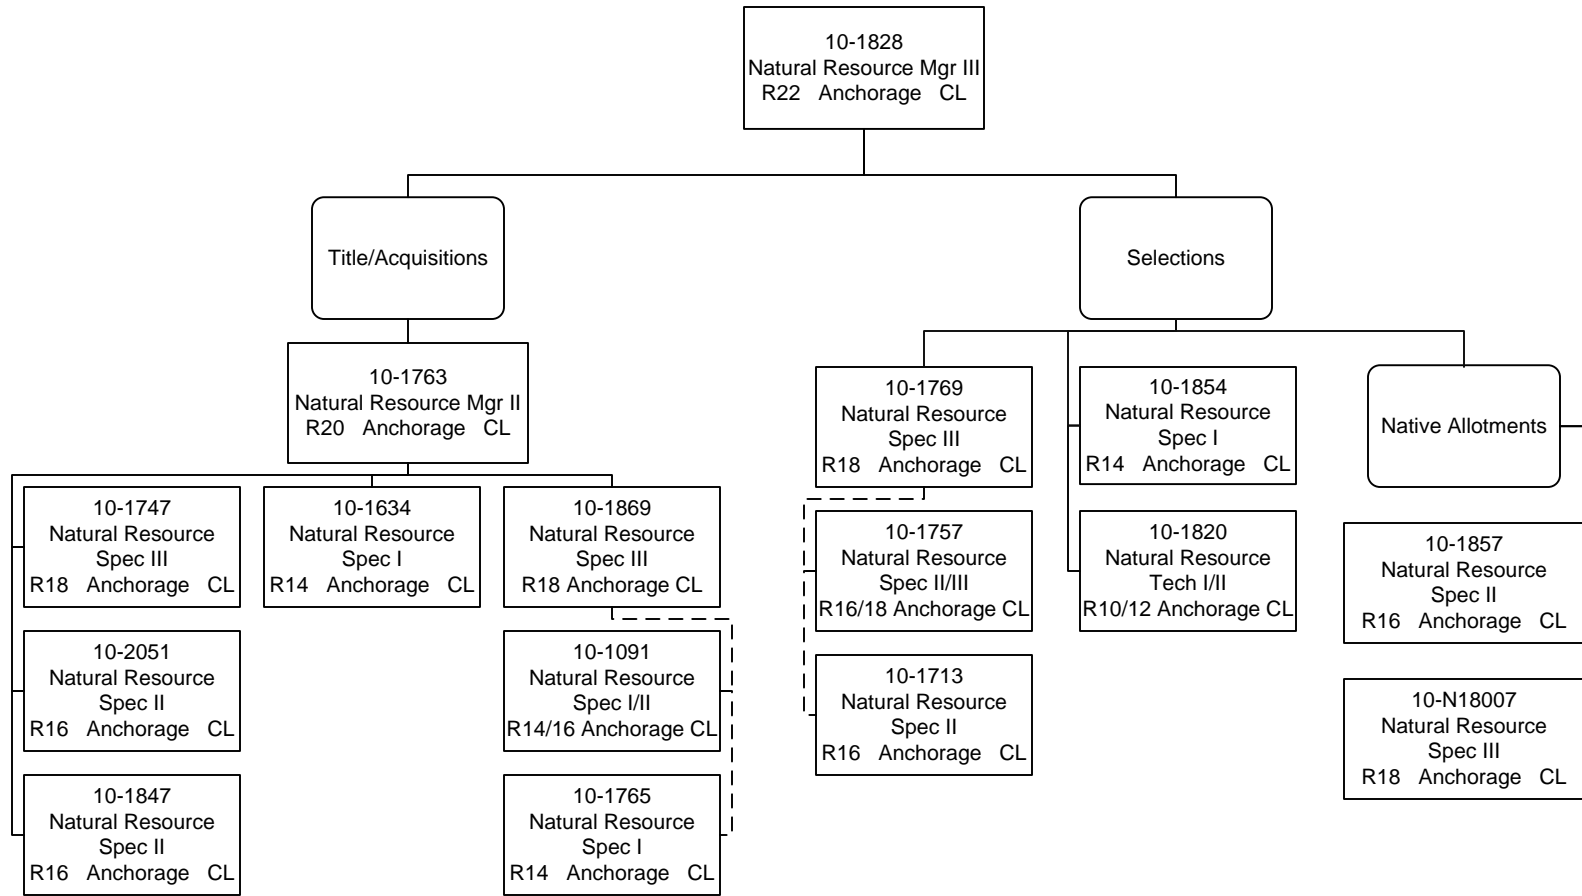 10-1828
Natural Resource Mgr III
R22 Anchorage CL
Title/Acquisitions
Selections
10-1763
Natural Resource Mgr II
R20 Anchorage CL
10-1747
Natural Resource
Spec III
R18 Anchorage CL
10-1634
Natural Resource
Spec I
R14 Anchorage CL
10-1869
Natural Resource
Spec III
R18 Anchorage CL
10-2051
Natural Resource
Spec II
R16 Anchorage CL
10-1091
Natural Resource
Spec I/II
R14/16 Anchorage CL
10-1847
Natural Resource
Spec II
R16 Anchorage CL
10-1765
Natural Resource
Spec I
R14 Anchorage CL
10-1769
Natural Resource
Spec III
R18 Anchorage CL
10-1854
Natural Resource
Spec I
R14 Anchorage CL
Native Allotments
10-1757
Natural Resource
Spec II/III
R16/18 Anchorage CL
10-1820
Natural Resource
Tech I/II
R10/12 Anchorage CL
10-1857
Natural Resource
Spec II
R16 Anchorage CL
10-1713
Natural Resource
Spec II
R16 Anchorage CL
10-N18007
Natural Resource
Spec III
R18 Anchorage CL